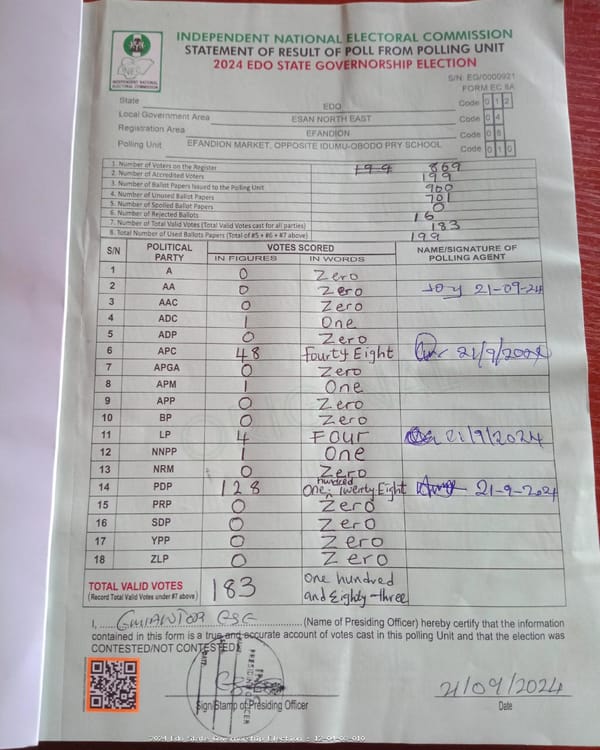 INDEPENDENT NATIONAL ELECTORAL COMMISSION
STATEMENT OF RESULT OF POLL FROM POLLING UNIT
2024 EDO STATE GOVERNORSHIP ELECTION
INDEPENDENT NATIONAL
ELECTORAL COMMISSION
S/N: EG/0000921
FORM EC 8A
State EDO Code 0 1 2
Local Government Area ESAN NORTH EAST Code 0 4
Registration Area EFANDION Code 0 8
Polling Unit EFANDION MARKET, OPPOSITE IDUMU-OBODO PRY SCHOOL Code 0 1 0
1. Number of Voters on the Register 199 869
2. Number of Accredited Voters 199
3. Number of Ballot Papers Issued to the Polling Unit 900
4. Number of Unused Ballot Papers 701
5. Number of Spoiled Ballot Papers 0
6. Number of Rejected Ballots 16
7. Number of Total Valid Votes (Total Valid Votes cast for all parties) 183
8. Total Number of Used Ballots Papers (Total of #5 + #6 + #7 above) 199
S/N POLITICAL PARTY VOTES SCORED NAME/SIGNATURE OF POLLING AGENT
IN FIGURES IN WORDS
1 A 0 Zero
2 AA 0 Zero 21-09-24
3 AAC 0 Zero
4 ADC 1 One
5 ADP 0 Zero
6 APC 48 Fourty Eight 21/9/2024
7 APGA 0 Zero
8 APM 1 One
9 APP 0 Zero
10 BP 0 Zero
11 LP 4 Four 21/9/2024
12 NNPP 1 One
13 NRM 0 Zero
14 PDP 128 One hundred Twenty-Eight 21-9-2024
15 PRP 0 Zero
16 SDP 0 Zero
17 YPP 0 Zero
18 ZLP 0 Zero
TOTAL VALID VOTES 183 One hundred and Eighty-three
(Record Total Valid Votes under #7 above)
I, (Name of Presiding Officer) hereby certify that the information
contained in this form is a true and accurate account of votes cast in this polling Unit and that the election was
CONTESTED/NOT CONTESTED.
21/09/2024
Sign/Stamp of Presiding Officer Date
2024 Edo State Governorship Election - 12-04-08-010